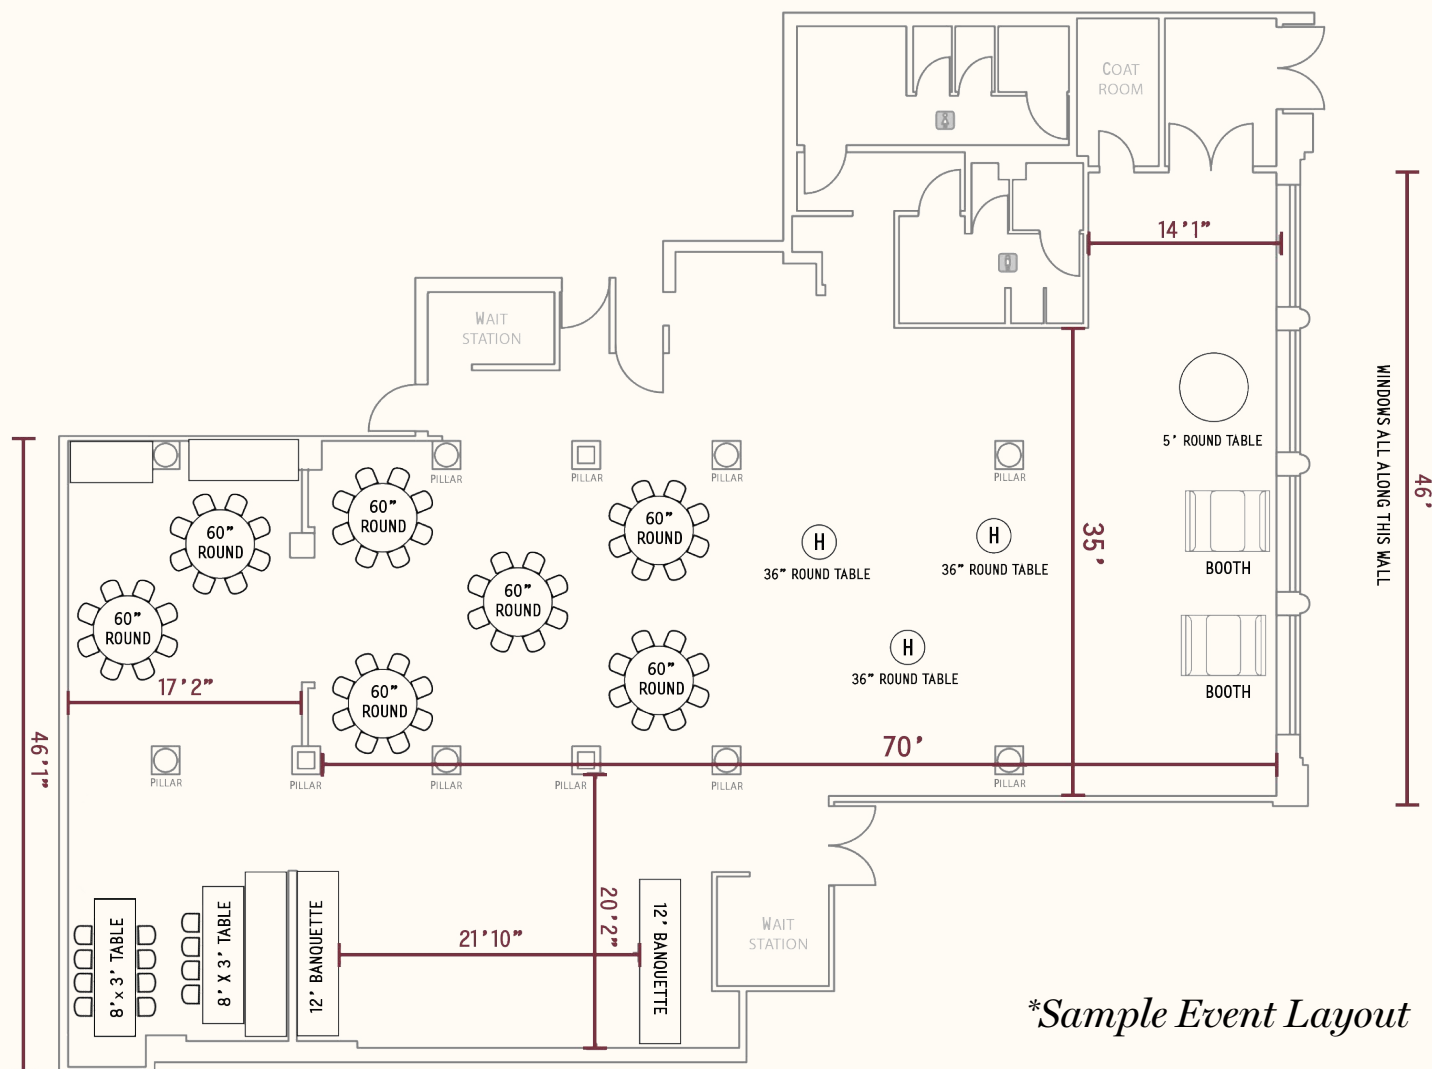 COAT
ROOM
14'1"
WAIT
STATION
WINDOWS ALL ALONG THIS WALL
46'
5' ROUND TABLE
PILLAR
PILLAR
PILLAR
PILLAR
60"
ROUND
60"
ROUND
60"
ROUND
60"
ROUND
60"
ROUND
60"
ROUND
60"
ROUND
H
36" ROUND TABLE
H
36" ROUND TABLE
H
36" ROUND TABLE
35'
BOOTH
BOOTH
17'2"
46'1"
70'
PILLAR
PILLAR
PILLAR
PILLAR
PILLAR
PILLAR
8'x 3' TABLE
8' X 3' TABLE
12' BANQUETTE
21'10"
20'2"
12' BANQUETTE
WAIT
STATION
*Sample Event Layout